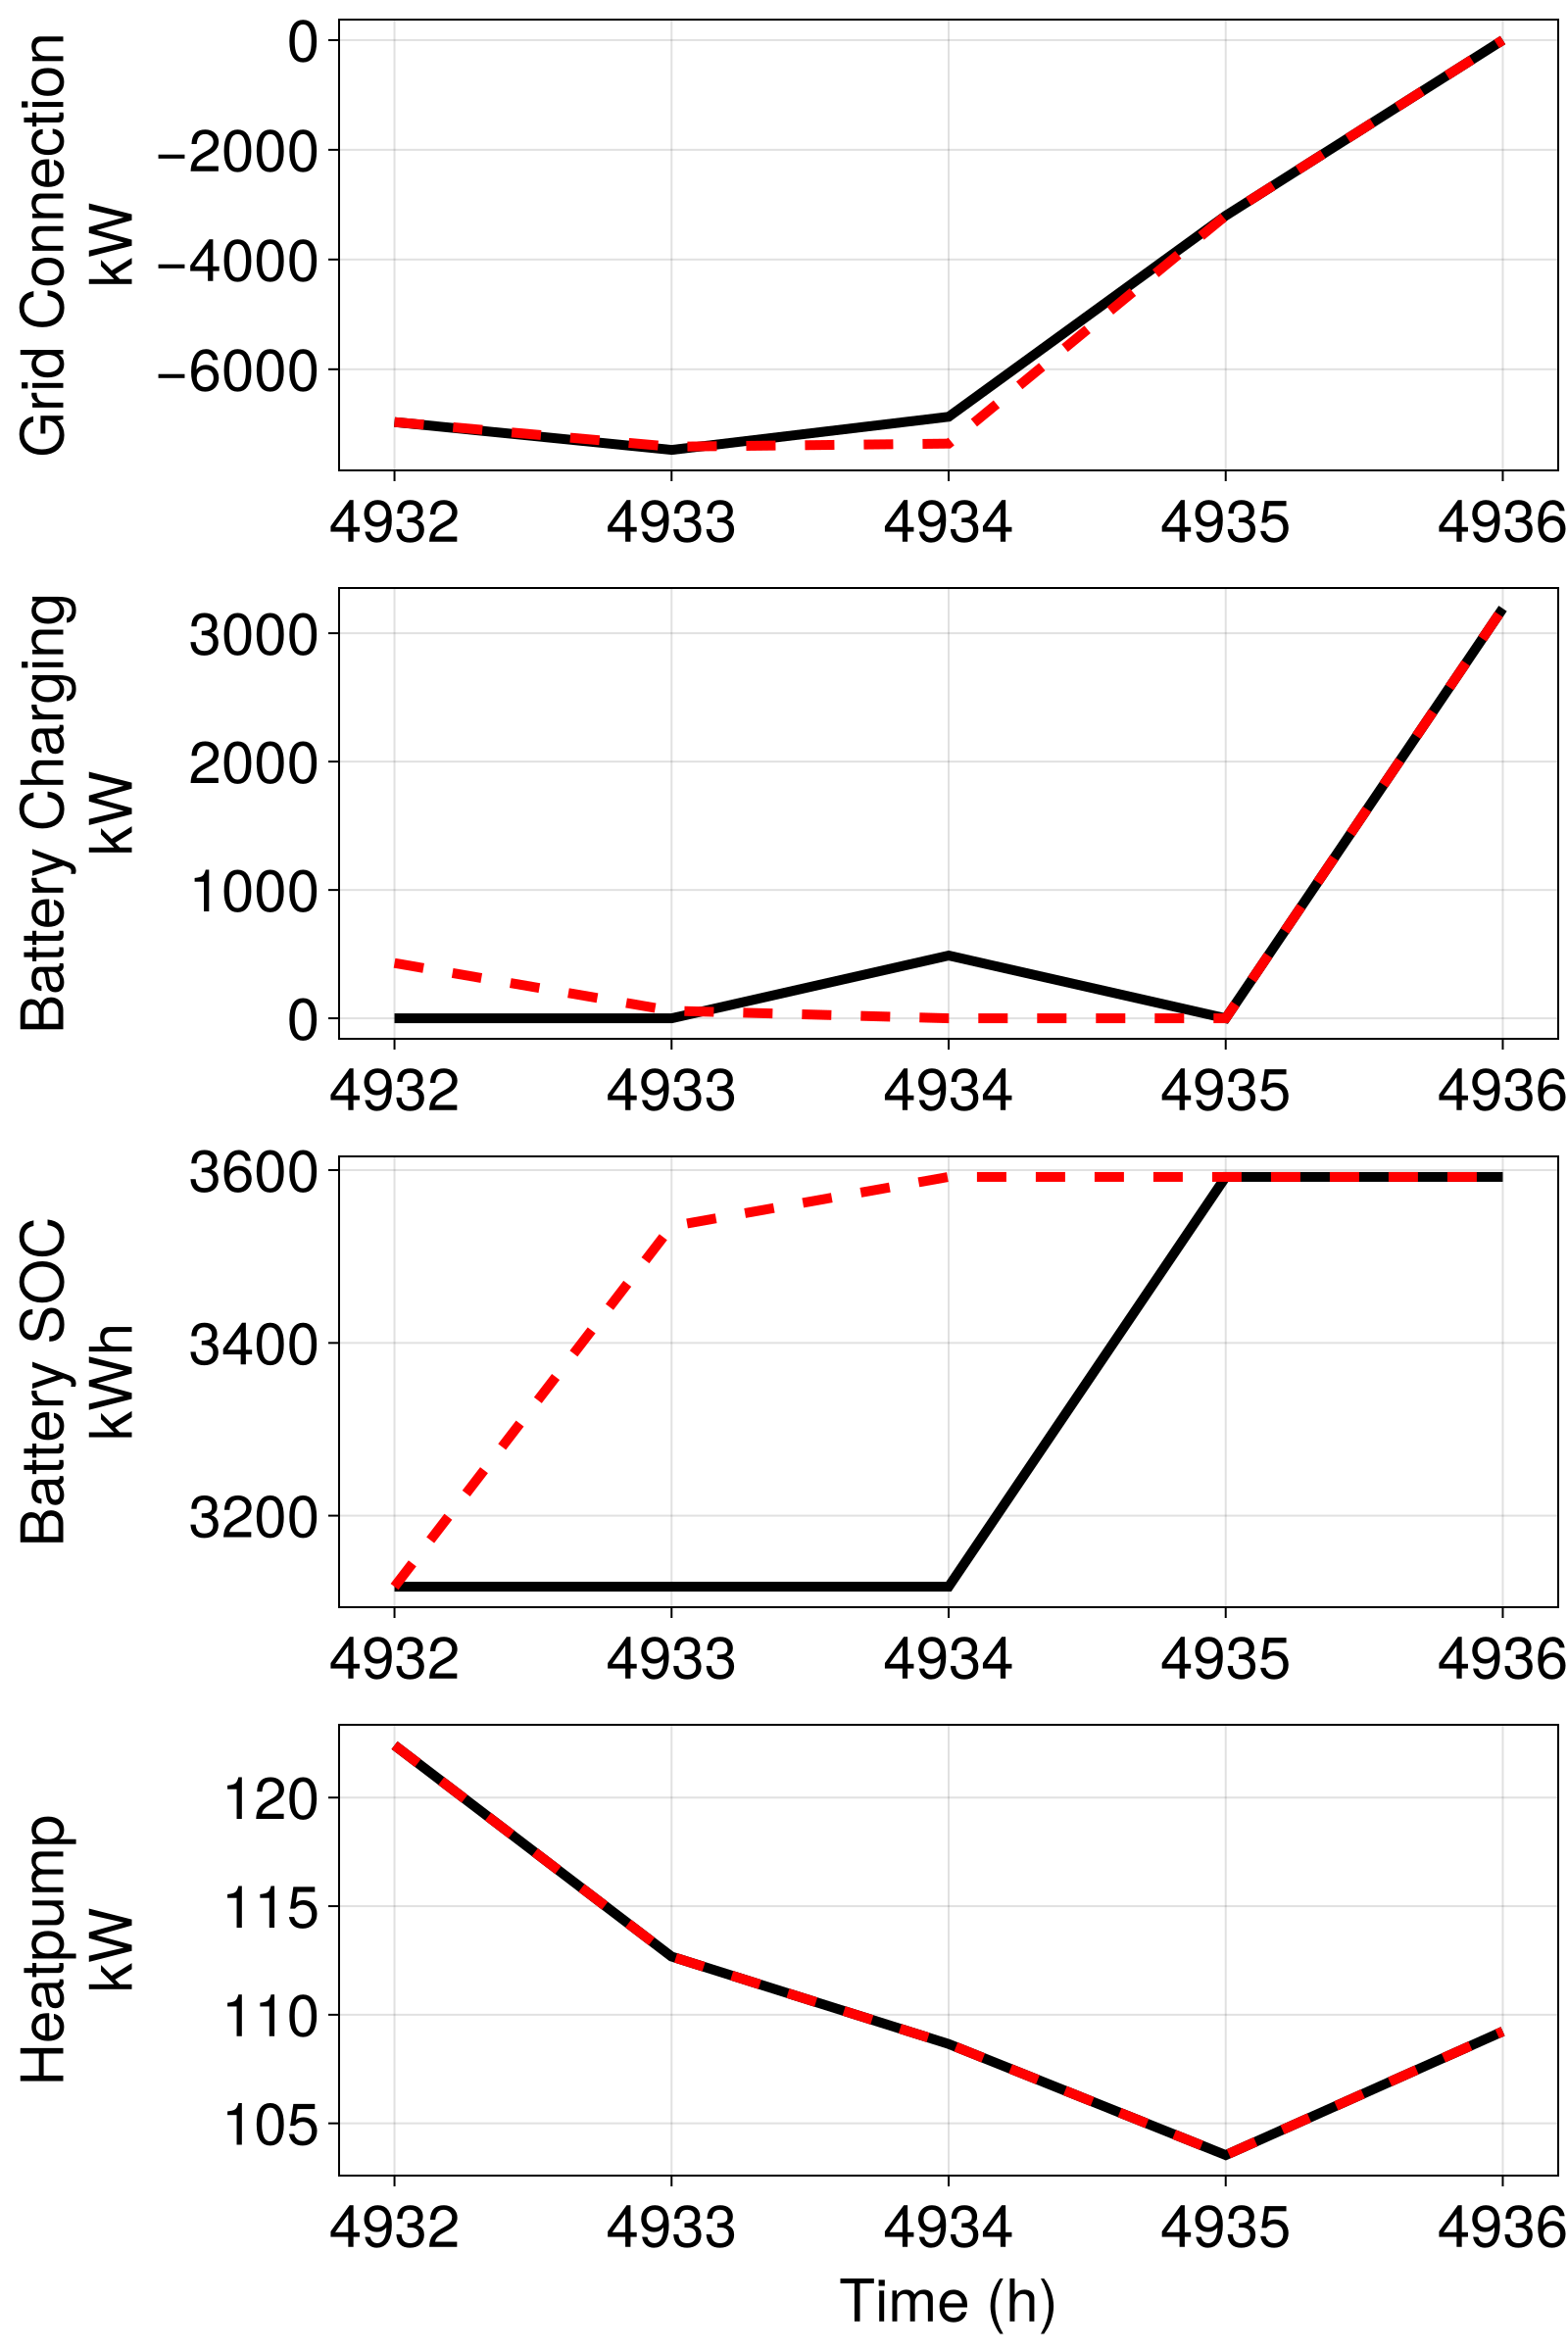 Grid Connection
kW
0
−2000
−4000
−6000
4932 4933 4934 4935 4936
Battery Charging
kW
3000
2000
1000
0
4932 4933 4934 4935 4936
Battery SOC
kWh
3600
3400
3200
4932 4933 4934 4935 4936
Heatpump
kW
120
115
110
105
4932 4933 4934 4935 4936
Time (h)